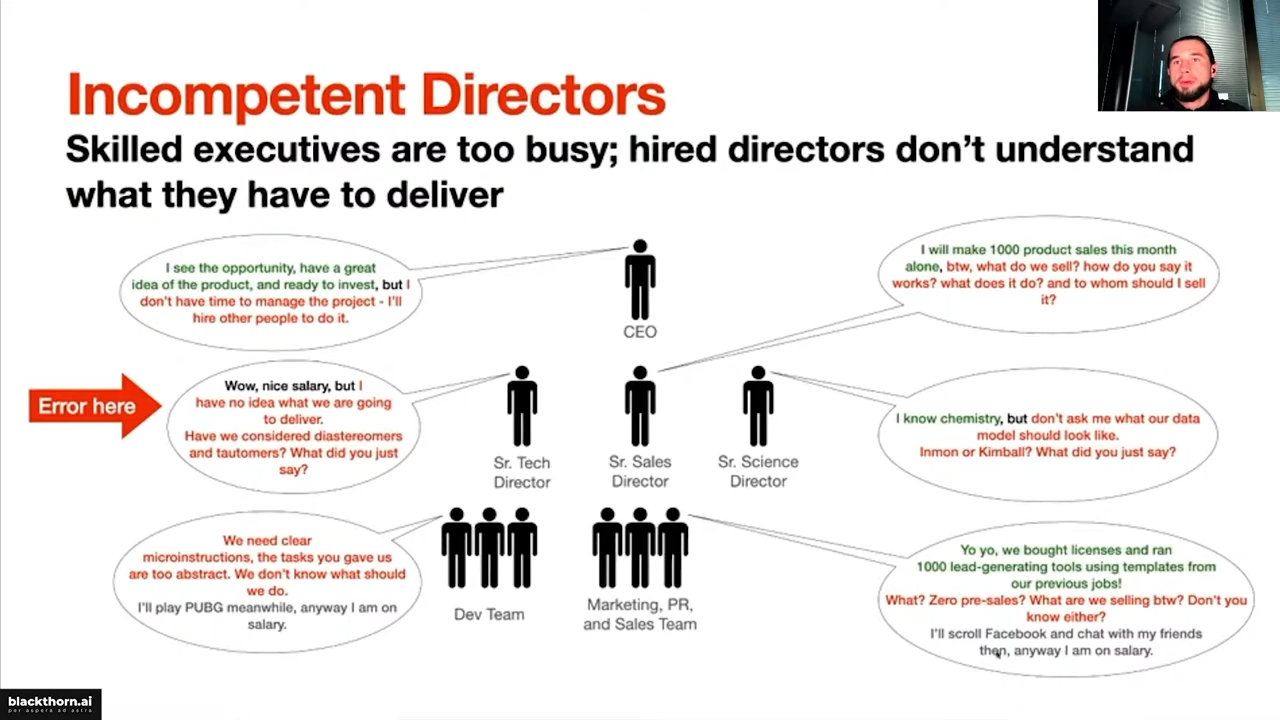 Incompetent Directors
Skilled executives are too busy; hired directors don't understand
what they have to deliver
I see the opportunity, have a great
idea of the product, and ready to invest, but I
don't have time to manage the project - I'll
hire other people to do it.
CEO
I will make 1000 product sales this month
alone, btw, what do we sell? how do you say it
works? what does it do? and to whom should I sell
it?
Error here
Wow, nice salary, but I
have no idea what we are going
to deliver.
Have we considered diastereomers
and tautomers? What did you just
say?
Sr. Tech
Director
Sr. Sales
Director
Sr. Science
Director
I know chemistry, but don't ask me what our data
model should look like.
Inmon or Kimball? What did you just say?
We need clear
microinstructions, the tasks you gave us
are too abstract. We don't know what should
we do.
I'll play PUBG meanwhile, anyway I am on
salary.
Dev Team
Marketing, PR,
and Sales Team
Yo yo, we bought licenses and ran
1000 lead-generating tools using templates from
our previous jobs!
What? Zero pre-sales? What are we selling btw? Don't you
know either?
I'll scroll Facebook and chat with my friends
then, anyway I am on salary.
blackthorn.ai
per aspera ad astra